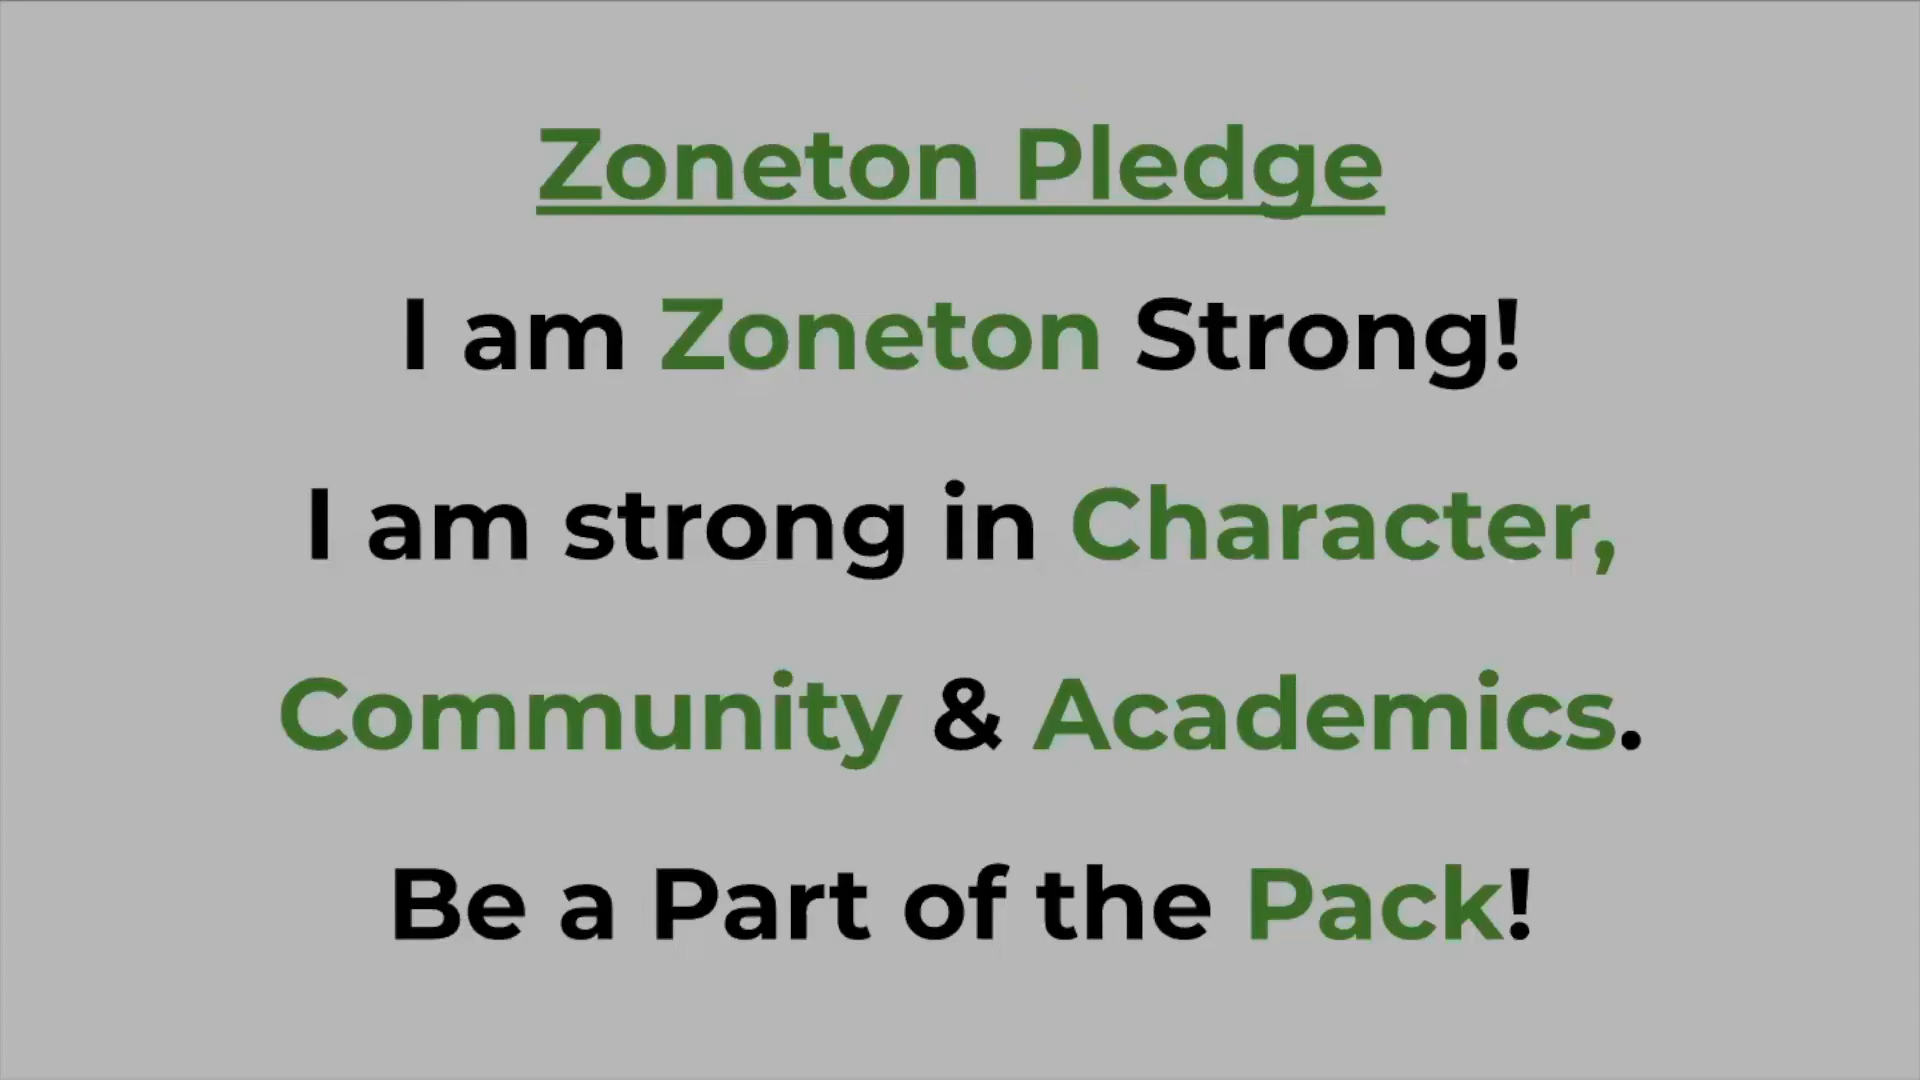 Zoneton Pledge
I am Zoneton Strong!
I am strong in Character,
Community & Academics.
Be a Part of the Pack!